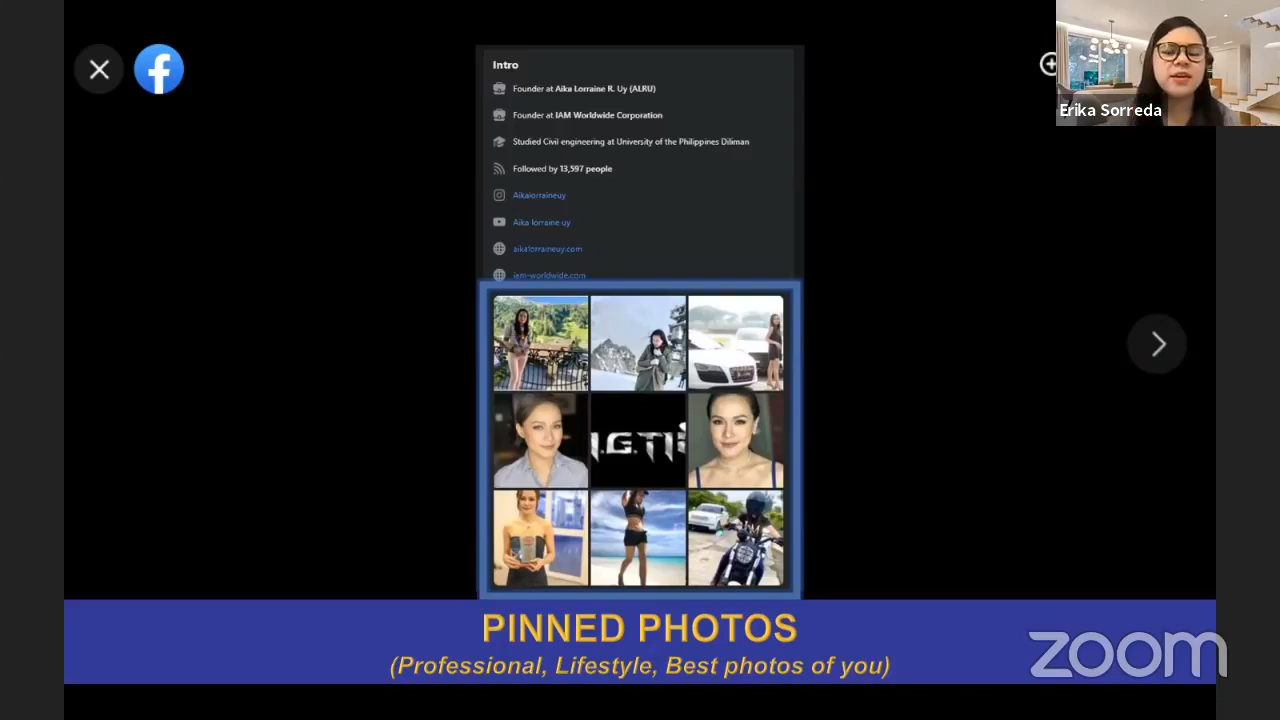 Intro
Founder at Aika Lorraine R. Uy (ALRU)
Founder at IAM Worldwide Corporation
Studied Civil engineering at University of the Philippines Diliman
Followed by 13,597 people
Aikalorraineuy
Aika lorraine uy
aikalorraineuy.com
iam-worldwide.com
Erika Sorreda
PINNED PHOTOS
(Professional, Lifestyle, Best photos of you)
zoom